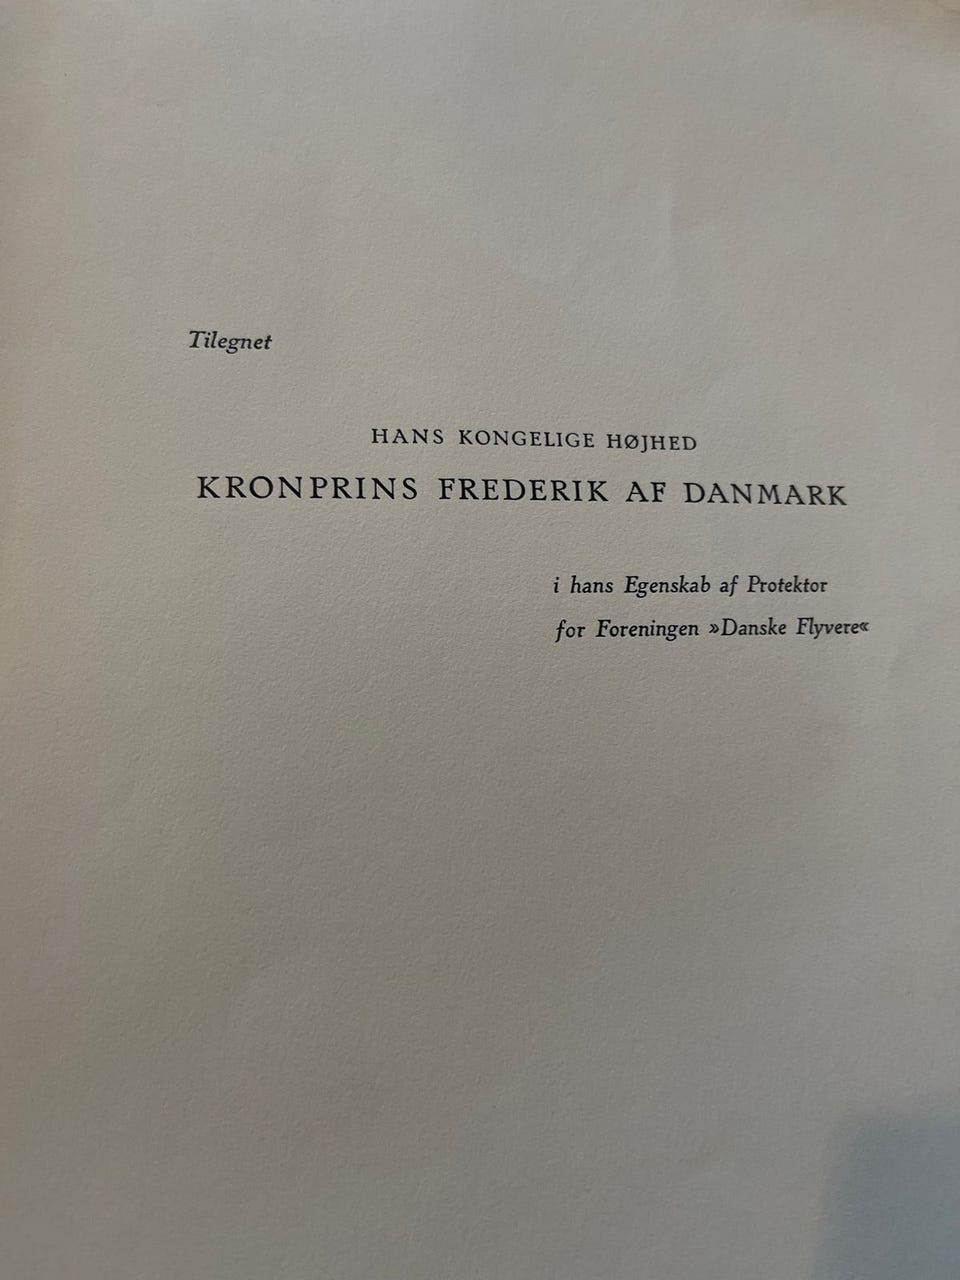 Tilegnet
HANS KONGELIGE HØJHED
KRONPRINS FREDERIK AF DANMARK
i hans Egenskab af Protektor
for Foreningen »Danske Flyvere«